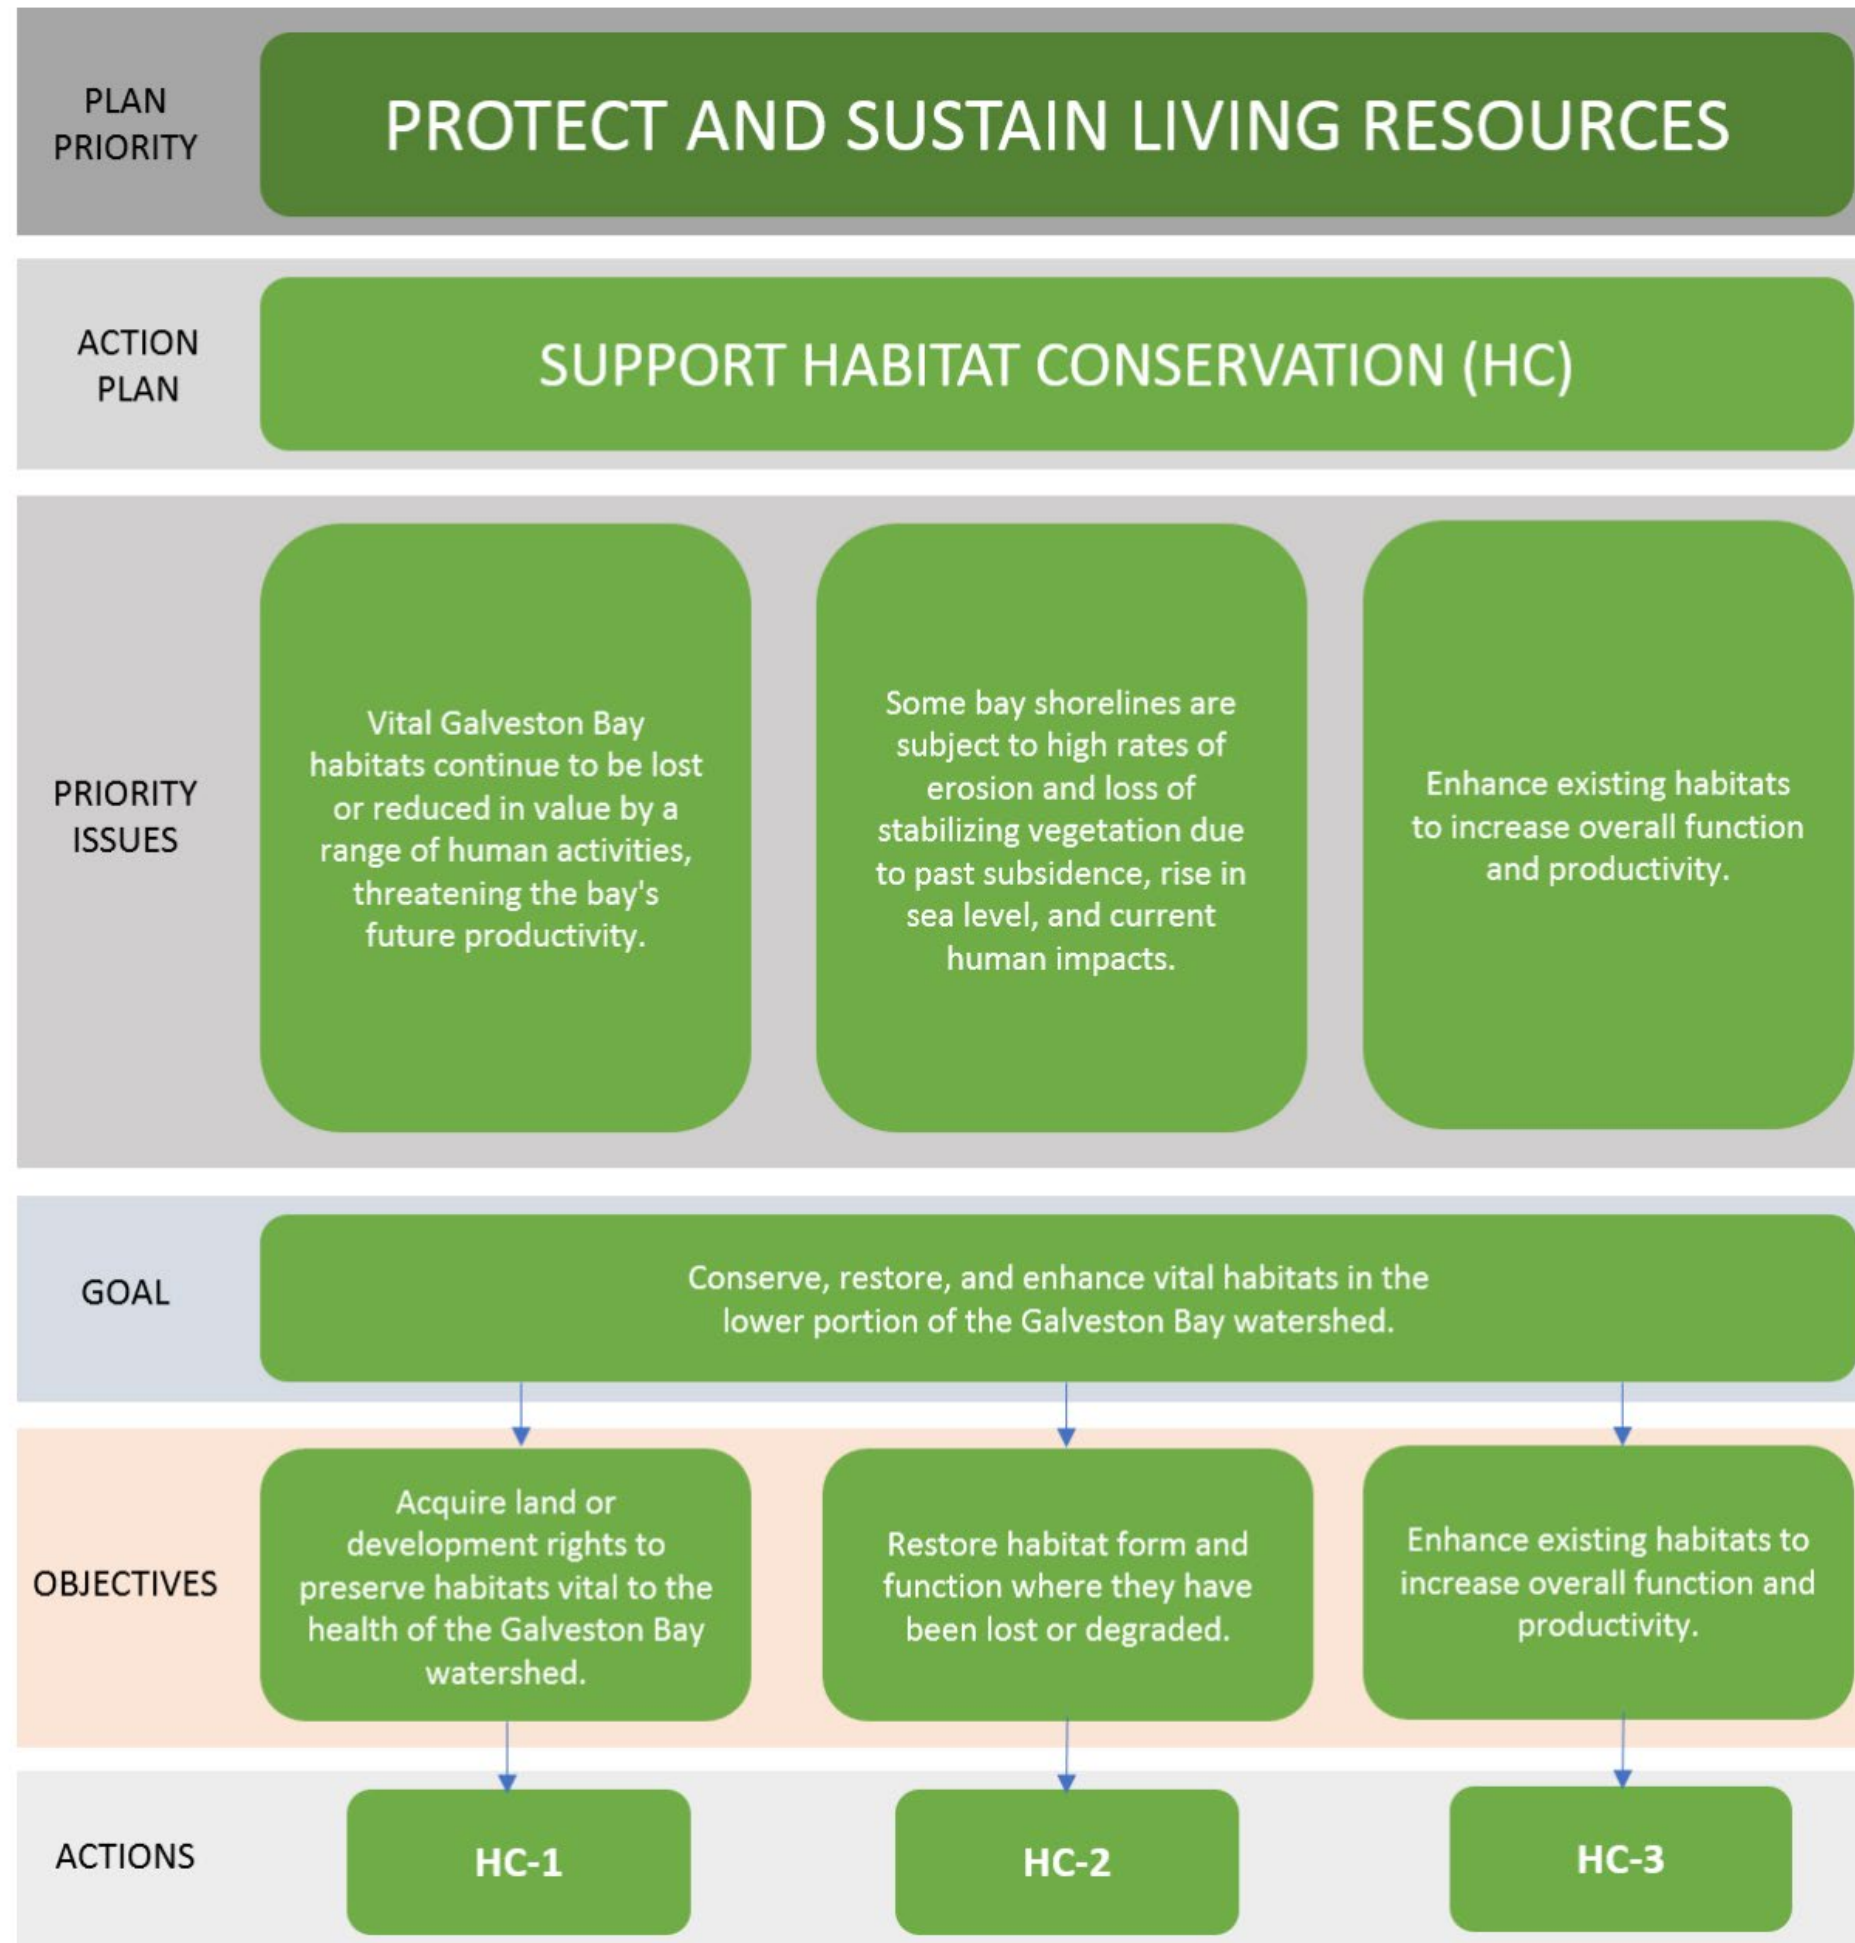 PLAN
PRIORITY
PROTECT AND SUSTAIN LIVING RESOURCES
ACTION
PLAN
SUPPORT HABITAT CONSERVATION (HC)
PRIORITY
ISSUES
Vital Galveston Bay
habitats continue to be lost
or reduced in value by a
range of human activities,
threatening the bay's
future productivity.
Some bay shorelines are
subject to high rates of
erosion and loss of
stabilizing vegetation due
to past subsidence, rise in
sea level, and current
human impacts.
Enhance existing habitats
to increase overall function
and productivity.
GOAL
Conserve, restore, and enhance vital habitats in the
lower portion of the Galveston Bay watershed.
OBJECTIVES
Acquire land or
development rights to
preserve habitats vital to the
health of the Galveston Bay
watershed.
Restore habitat form and
function where they have
been lost or degraded.
Enhance existing habitats to
increase overall function and
productivity.
ACTIONS
HC-1
HC-2
HC-3